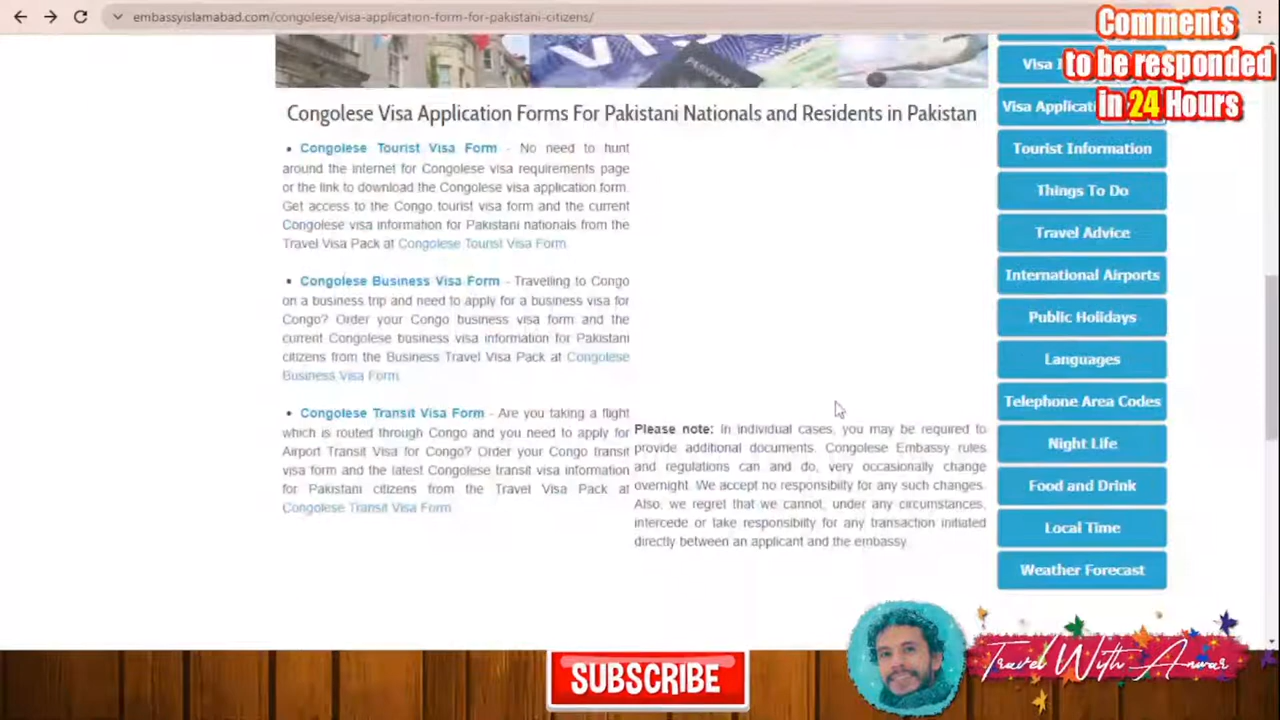 embassyislamabad.com/congolese/visa-application-form-for-pakistani-citizens/
Comments
to be responded
in 24 Hours
VIS
PASSPORT
Congolese Visa Application Forms For Pakistani Nationals and Residents in Pakistan
• Congolese Tourist Visa Form - No need to hunt
around the internet for Congolese visa requirements page
or the link to download the Congolese visa application form.
Get access to the Congo tourist visa form and the current
Congolese visa information for Pakistani nationals from the
Travel Visa Pack at Congolese Tourist Visa Form.
• Congolese Business Visa Form - Travelling to Congo
on a business trip and need to apply for a business visa for
Congo? Order your Congo business visa form and the
current Congolese business visa information for Pakistani
citizens from the Business Travel Visa Pack at Congolese
Business Visa Form.
• Congolese Transit Visa Form - Are you taking a flight
which is routed through Congo and you need to apply for
Airport Transit Visa for Congo? Order your Congo transit
visa form and the latest Congolese transit visa information
for Pakistani citizens from the Travel Visa Pack at
Congolese Transit Visa Form.
Please note: In individual cases, you may be required to
provide additional documents. Congolese Embassy rules
and regulations can and do, very occasionally change
overnight. We accept no responsibility for any such changes.
Also, we regret that we cannot, under any circumstances,
intercede or take responsibility for any transaction initiated
directly between an applicant and the embassy.
Visa
Visa Applicat
Tourist Information
Things To Do
Travel Advice
International Airports
Public Holidays
Languages
Telephone Area Codes
Night Life
Food and Drink
Local Time
Weather Forecast
SUBSCRIBE
Travel With Anwar